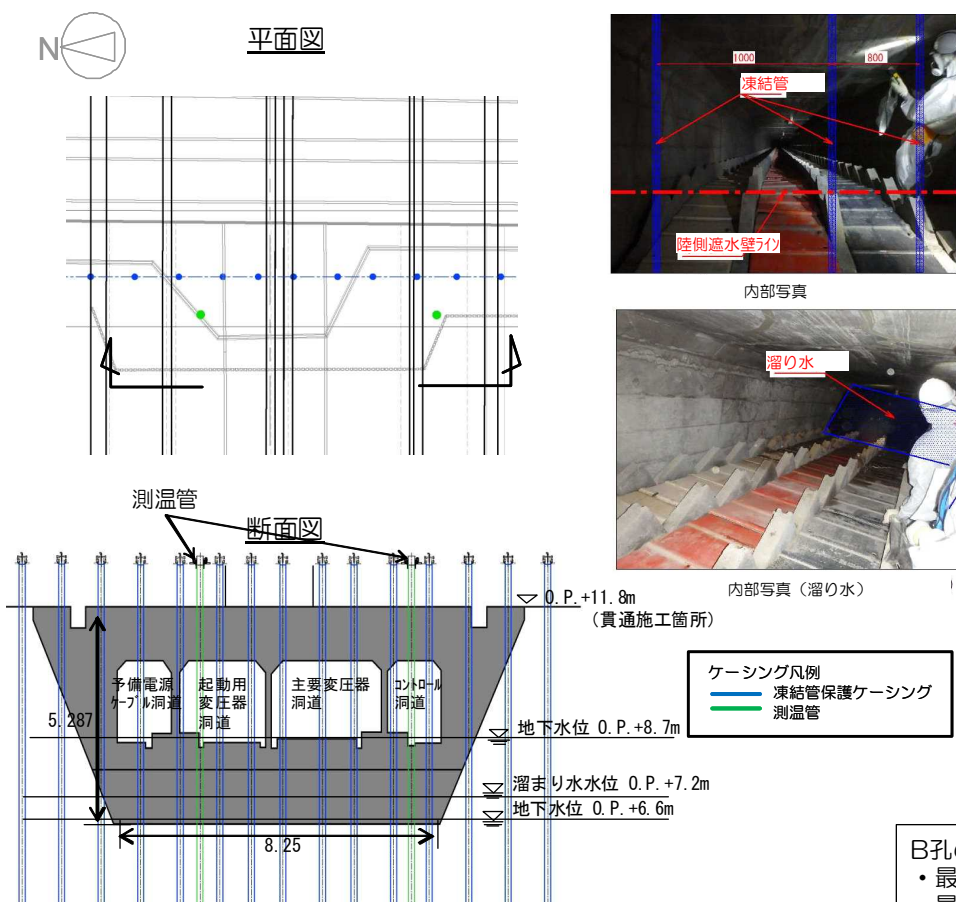 N
平面図
1000
800
凍結管
陸側遮水壁ライン
内部写真
溜り水
内部写真（溜り水）
測温管
断面図
O.P.+11.8m
（貫通施工箇所）
予備電源
ケーブル洞道
起動用
変圧器
洞道
主要変圧器
洞道
コントロール
洞道
5.287
8.25
地下水位 O.P.+8.7m
溜まり水水位 O.P.+7.2m
地下水位 O.P.+6.6m
ケーシング凡例
凍結管保護ケーシング
測温管
B孔
・最